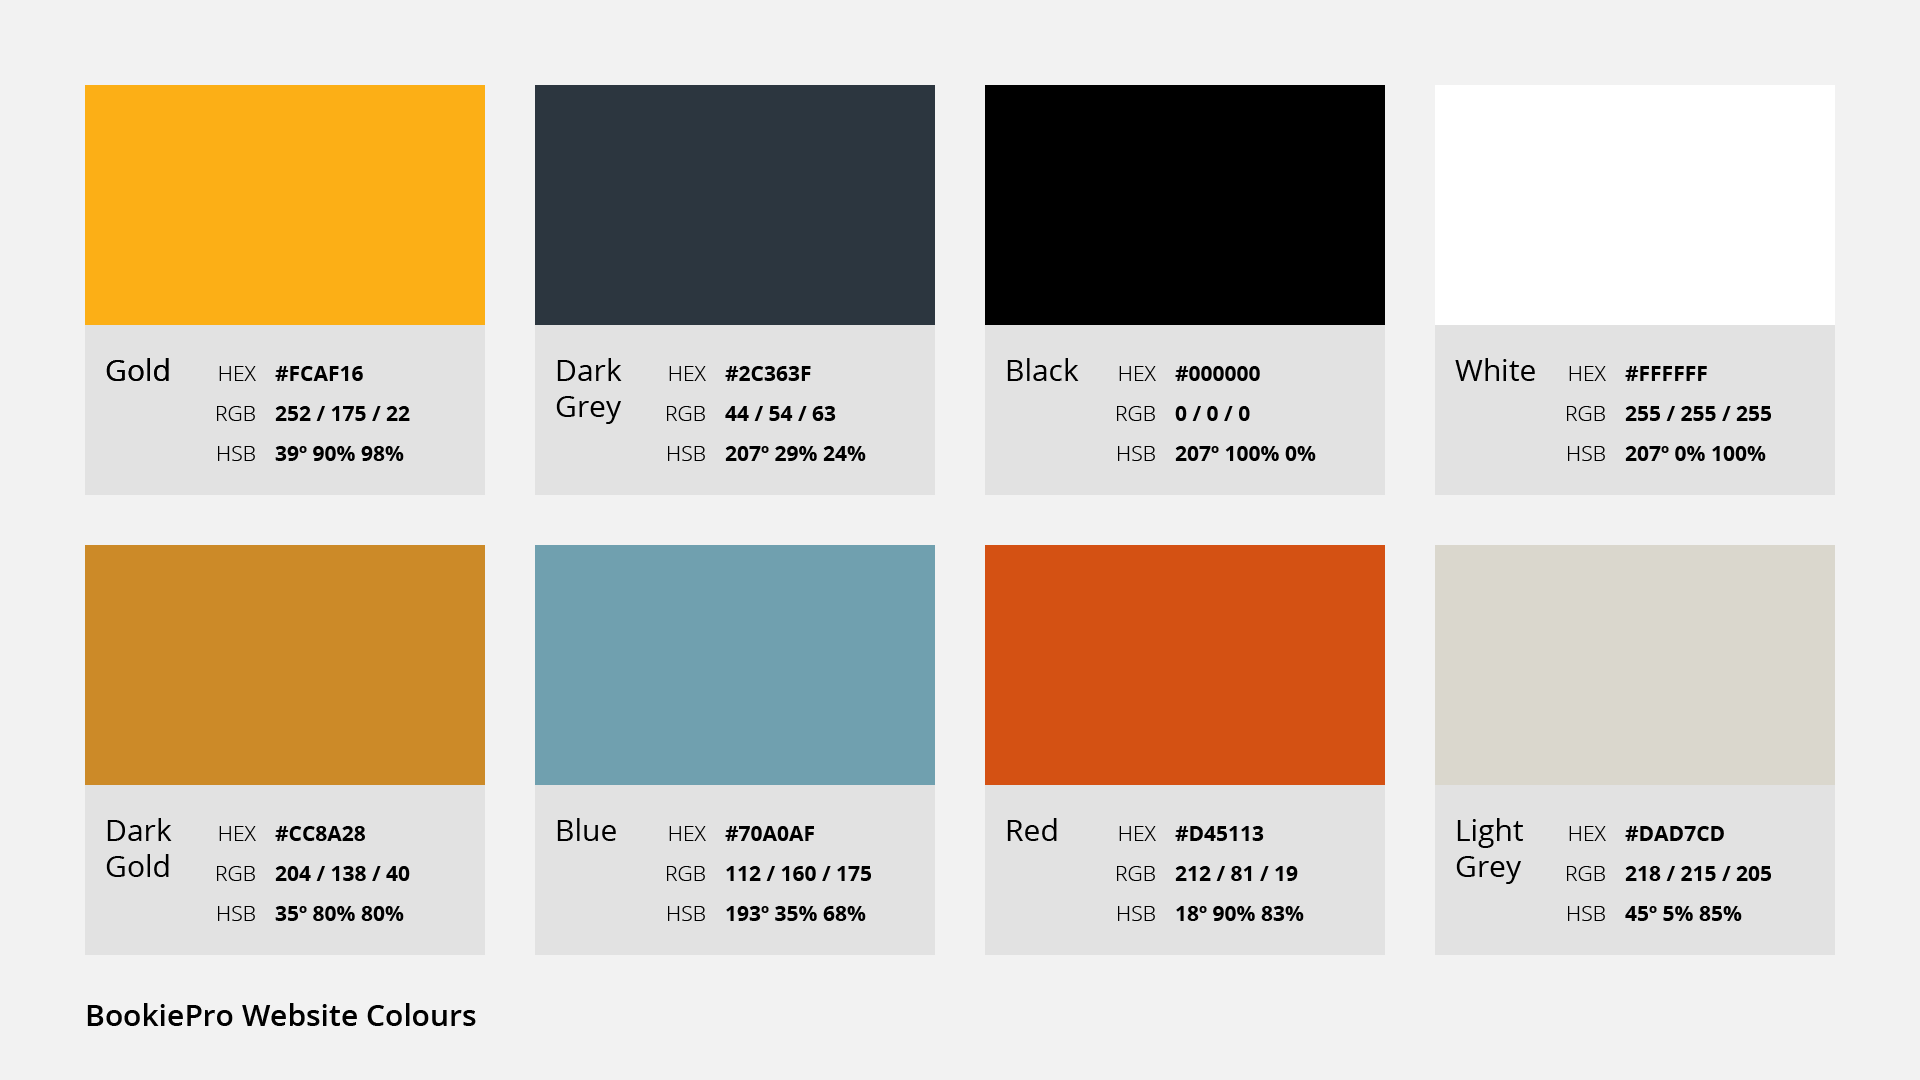 Gold
HEX #FCAF16
RGB 252 / 175 / 22
HSB 39º 90% 98%
Dark
Grey
HEX #2C363F
RGB 44 / 54 / 63
HSB 207º 29% 24%
Black
HEX #000000
RGB 0 / 0 / 0
HSB 207º 100% 0%
White
HEX #FFFFFF
RGB 255 / 255 / 255
HSB 207º 0% 100%
Dark
Gold
HEX #CC8A28
RGB 204 / 138 / 40
HSB 35º 80% 80%
Blue
HEX #70A0AF
RGB 112 / 160 / 175
HSB 193º 35% 68%
Red
HEX #D45113
RGB 212 / 81 / 19
HSB 18º 90% 83%
Light
Grey
HEX #DAD7CD
RGB 218 / 215 / 205
HSB 45º 5% 85%
BookiePro Website Colours